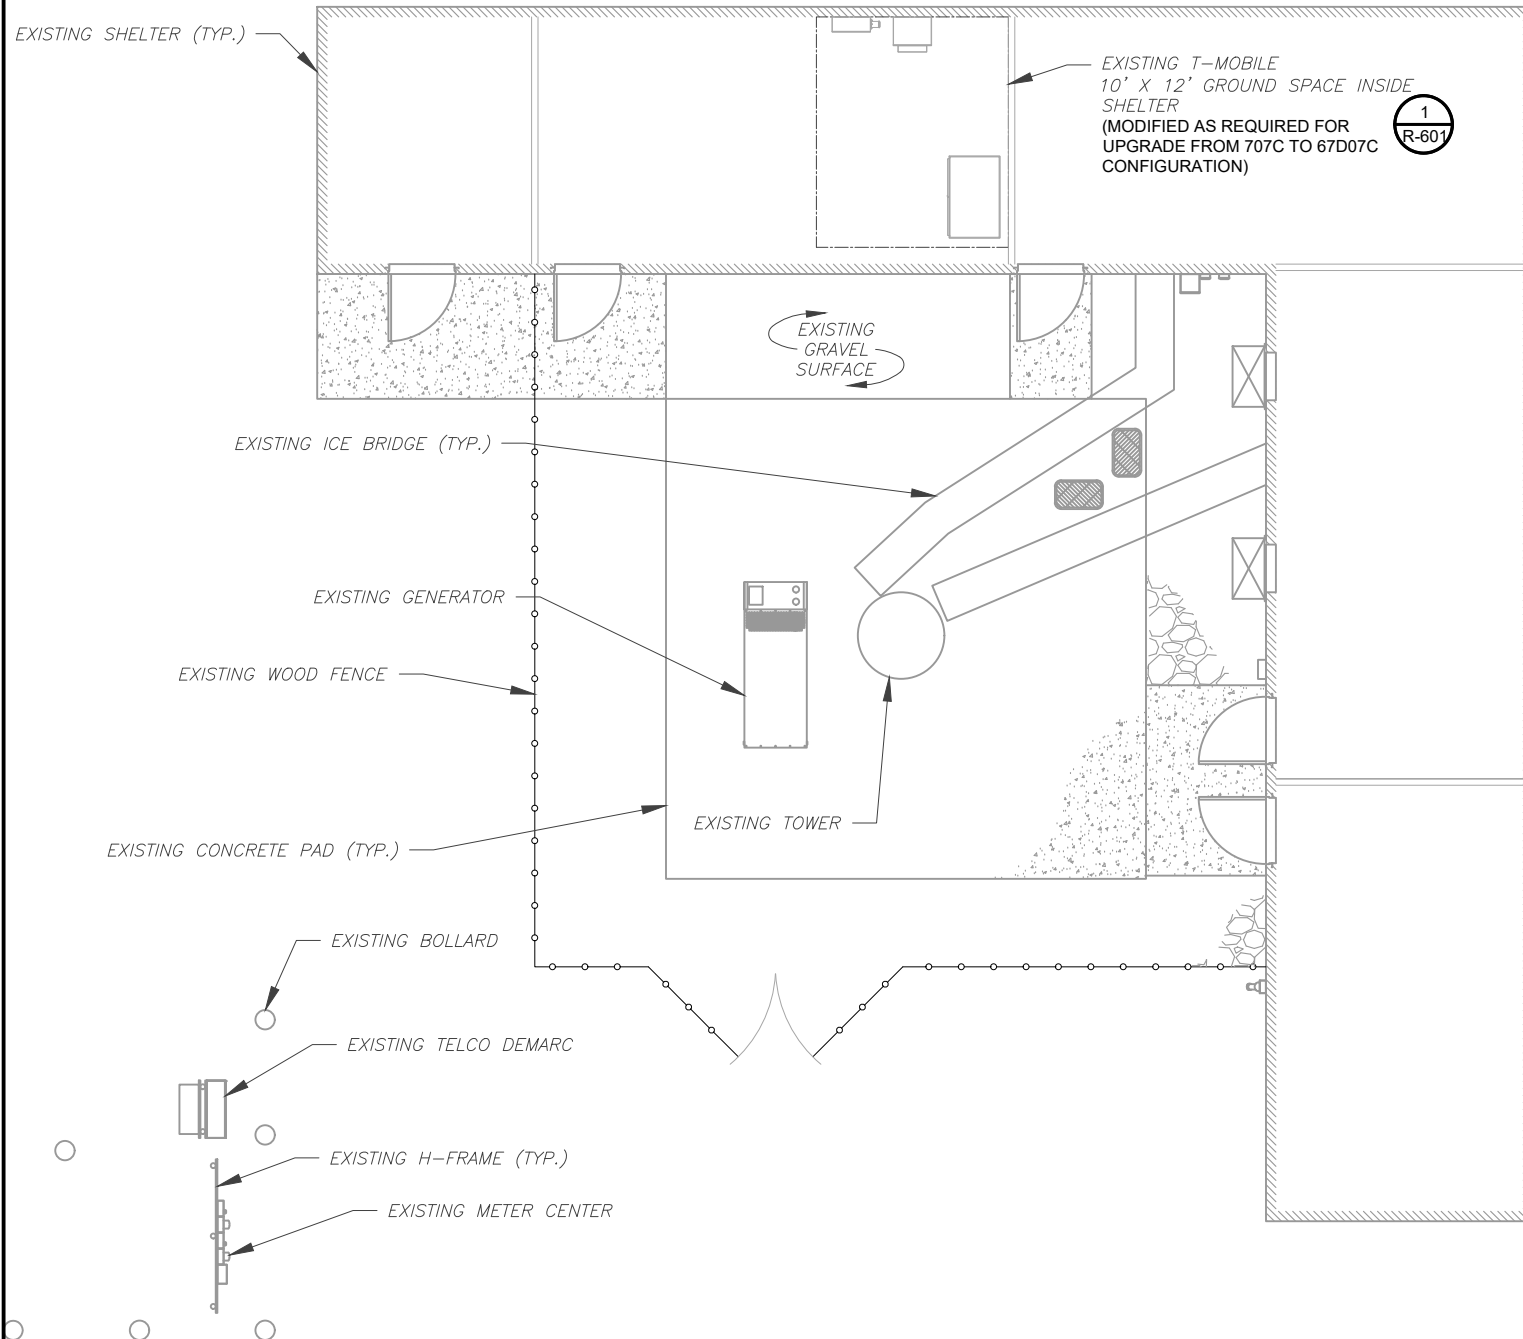 EXISTING SHELTER (TYP.)
EXISTING T-MOBILE
10' X 12' GROUND SPACE INSIDE
SHELTER
(MODIFIED AS REQUIRED FOR
UPGRADE FROM 707C TO 67D07C
CONFIGURATION)
1
R-601
EXISTING
GRAVEL
SURFACE
EXISTING ICE BRIDGE (TYP.)
EXISTING GENERATOR
EXISTING WOOD FENCE
EXISTING TOWER
EXISTING CONCRETE PAD (TYP.)
EXISTING BOLLARD
EXISTING TELCO DEMARC
EXISTING H-FRAME (TYP.)
EXISTING METER CENTER